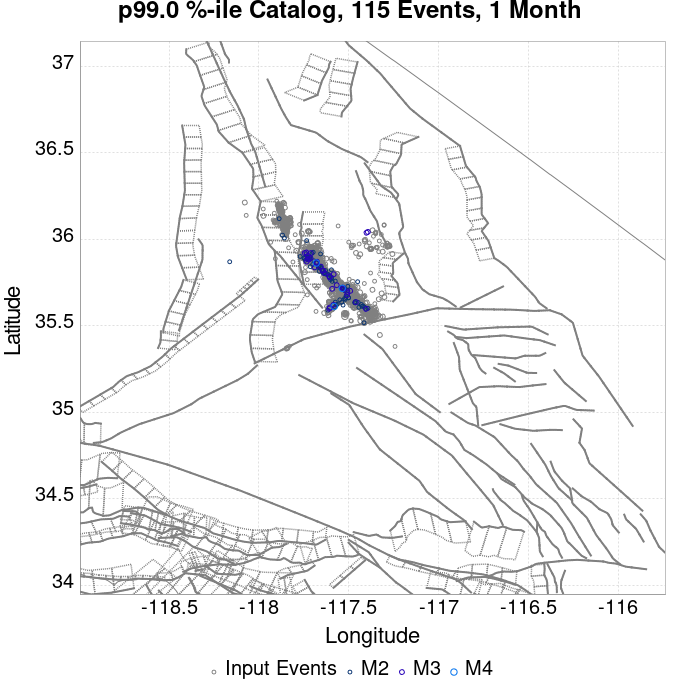 p99.0 %-ile Catalog, 115 Events, 1 Month
37
36.5
36
35.5
35
34.5
34
Latitude
-118.5 -118 -117.5 -117 -116.5 -116
Longitude
Input Events M2 M3 M4